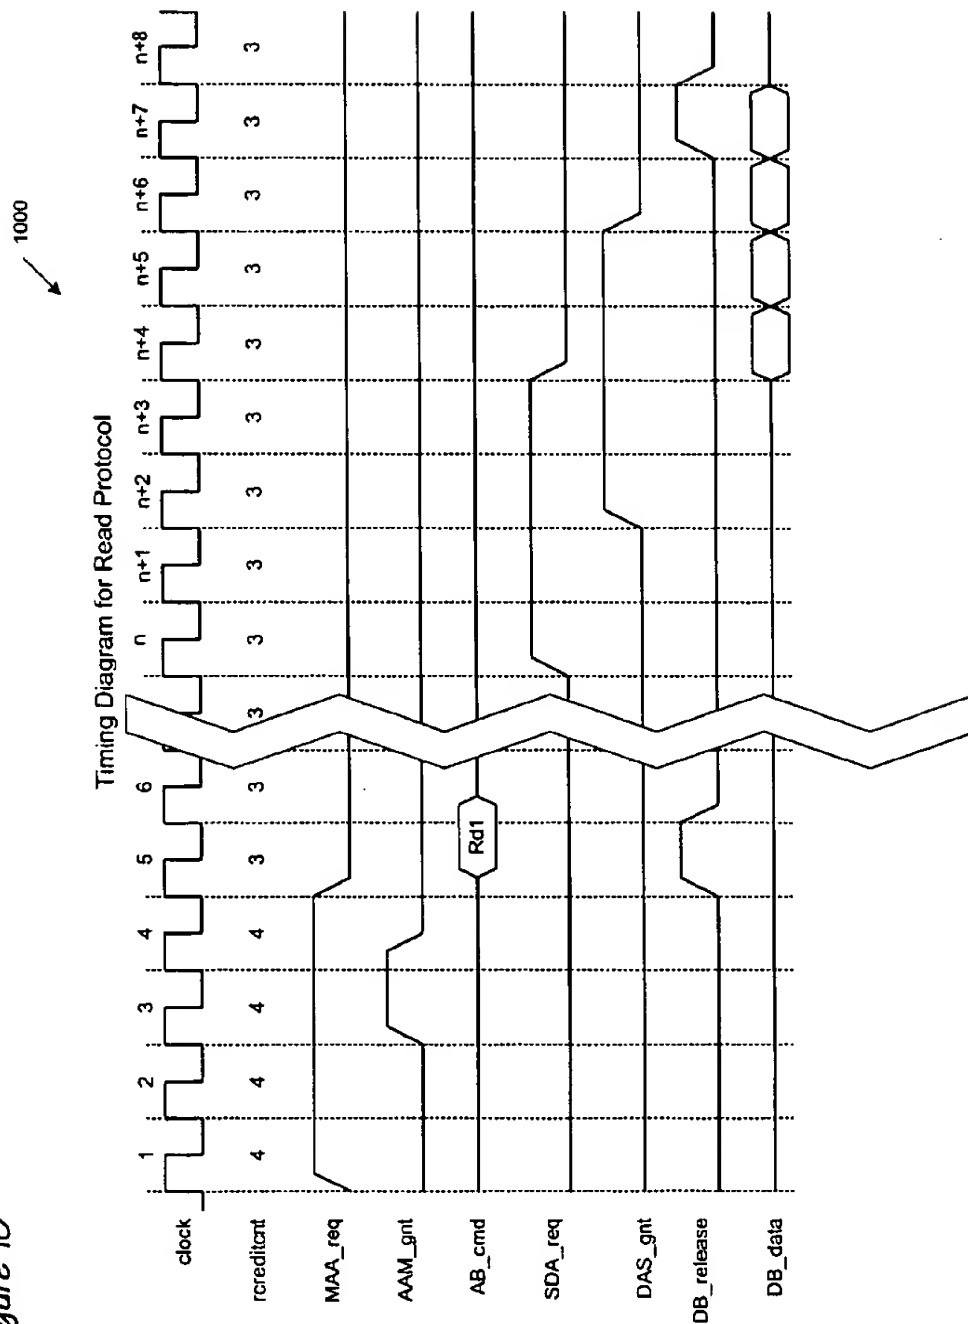 Timing Diagram for Read Protocol
1000
1 2 3 4 5 6 n n+1 n+2 n+3 n+4 n+5 n+6 n+7 n+8
clock
rcreditcnt 4 4 4 4 3 3 3 3 3 3 3 3 3 3 3 3
MAA_req
AAM_gnt
AB_cmd Rd1
SDA_req
DAS_gnt
DB_release
DB_data